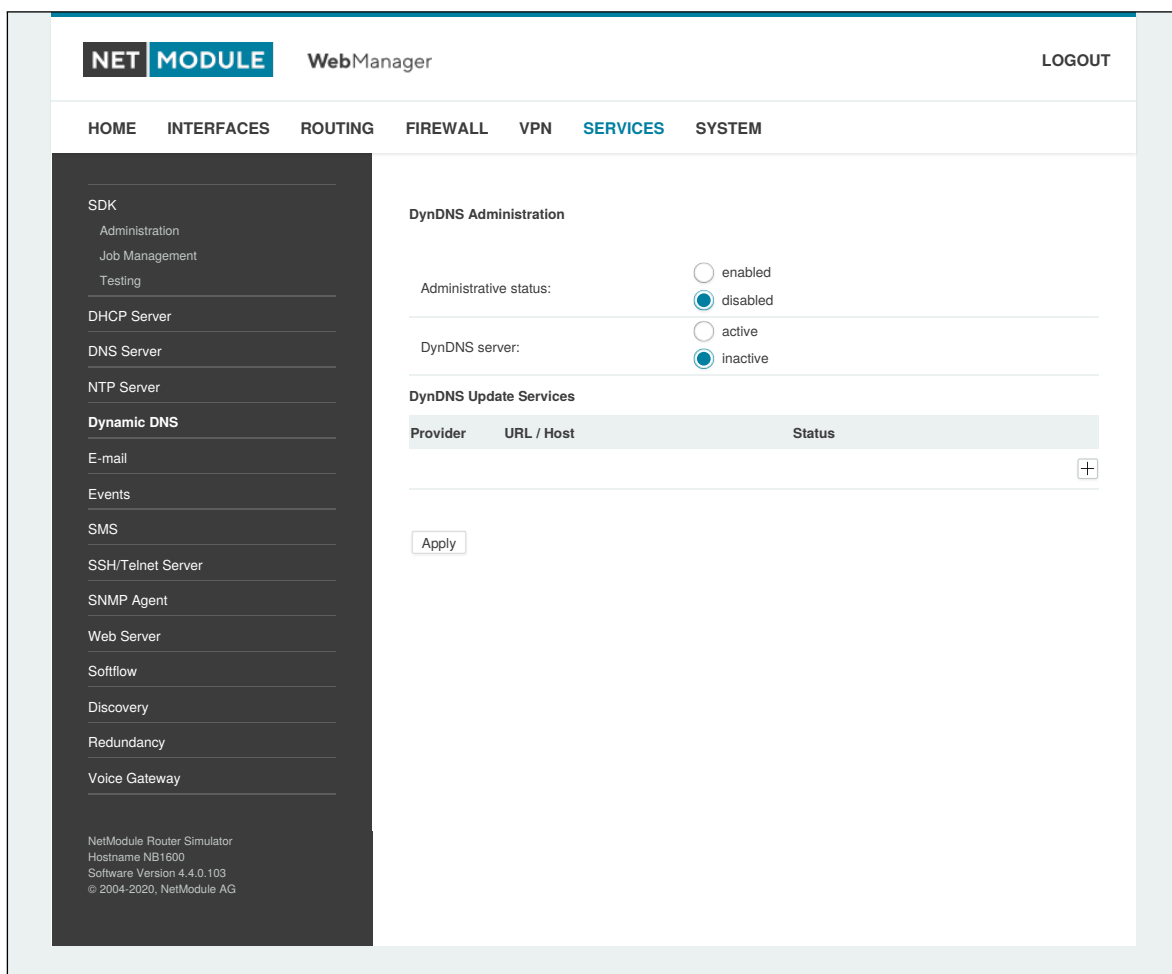 NET MODULE WebManager LOGOUT
HOME INTERFACES ROUTING FIREWALL VPN SERVICES SYSTEM
SDK
Administration
Job Management
Testing
DHCP Server
DNS Server
NTP Server
Dynamic DNS
E-mail
Events
SMS
SSH/Telnet Server
SNMP Agent
Web Server
Softflow
Discovery
Redundancy
Voice Gateway
NetModule Router Simulator
Hostname NB1600
Software Version 4.4.0.103
© 2004-2020, NetModule AG
DynDNS Administration
Administrative status:
enabled
disabled
DynDNS server:
active
inactive
DynDNS Update Services
Provider URL / Host Status
Apply